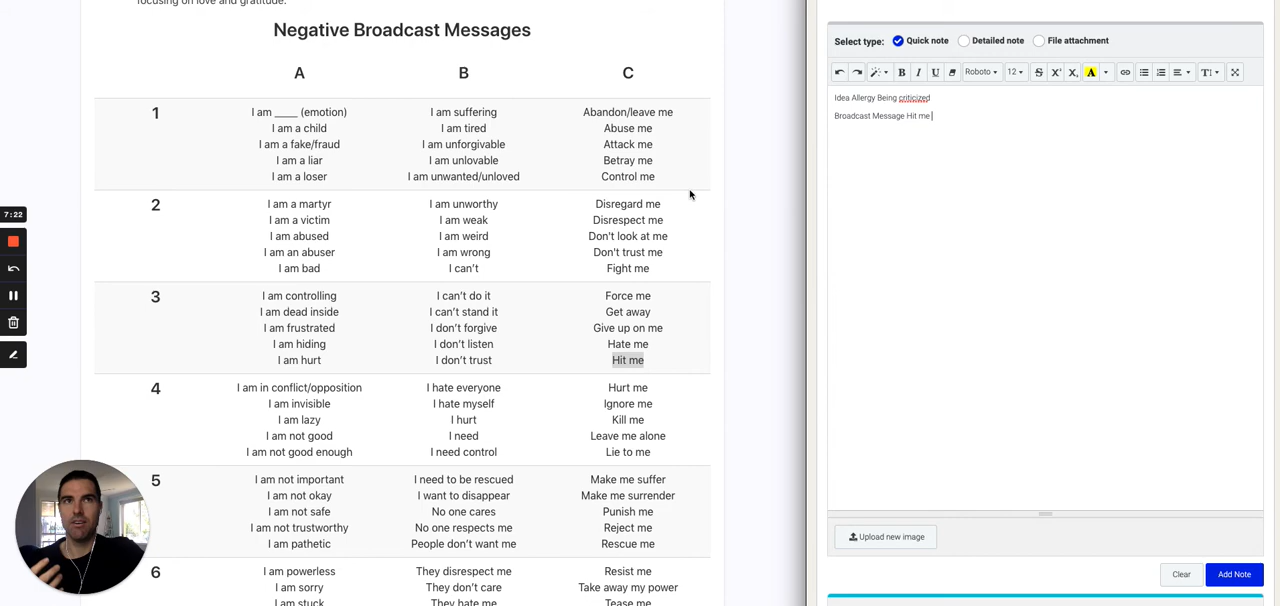 focusing on love and gratitude.
Negative Broadcast Messages
A B C
1 I am ____ (emotion) I am suffering Abandon/leave me
I am a child I am tired Abuse me
I am a fake/fraud I am unforgivable Attack me
I am a liar I am unlovable Betray me
I am a loser I am unwanted/unloved Control me
2 I am a martyr I am unworthy Disregard me
I am a victim I am weak Disrespect me
I am abused I am weird Don't look at me
I am an abuser I am wrong Don't trust me
I am bad I can't Fight me
3 I am controlling I can't do it Force me
I am dead inside I can't stand it Get away
I am frustrated I don't forgive Give up on me
I am hiding I don't listen Hate me
I am hurt I don't trust Hit me
4 I am in conflict/opposition I hate everyone Hurt me
I am invisible I hate myself Ignore me
I am lazy I hurt Kill me
I am not good I need Leave me alone
I am not good enough I need control Lie to me
5 I am not important I need to be rescued Make me suffer
I am not okay I want to disappear Make me surrender
I am not safe No one cares Punish me
I am not trustworthy No one respects me Reject me
I am pathetic People don't want me Rescue me
6 I am powerless They disrespect me Resist me
I am sorry They don't care Take away my power
I am stuck They hate me Tease me
7:22
Select type: Quick note Detailed note File attachment
B I U Roboto 12 S X A T!
Idea Allergy Being criticized
Broadcast Message Hit me
Upload new image
Clear Add Note